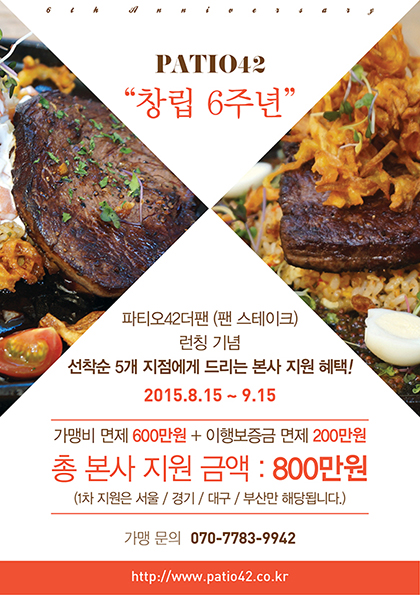 6th Anniversary
PATIO42
“창립 6주년”
파티오42더팬 (팬 스테이크)
런칭 기념
선착순 5개 지점에게 드리는 본사 지원 혜택!
2015.8.15 ~ 9.15
가맹비 면제 600만원 + 이행보증금 면제 200만원
총 본사 지원 금액 : 800만원
(1차 지원은 서울 / 경기 / 대구 / 부산만 해당됩니다.)
가맹 문의 070-7783-9942
http://www.patio42.co.kr